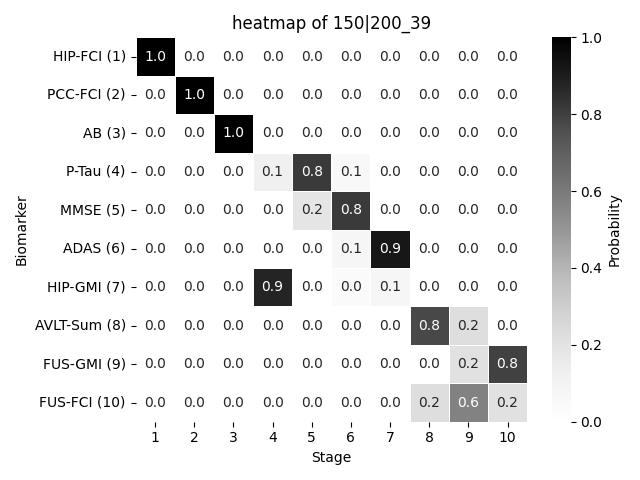 heatmap of 150|200_39
Biomarker
HIP-FCI (1) 1.0 0.0 0.0 0.0 0.0 0.0 0.0 0.0 0.0 0.0
PCC-FCI (2) 0.0 1.0 0.0 0.0 0.0 0.0 0.0 0.0 0.0 0.0
AB (3) 0.0 0.0 1.0 0.0 0.0 0.0 0.0 0.0 0.0 0.0
P-Tau (4) 0.0 0.0 0.0 0.1 0.8 0.1 0.0 0.0 0.0 0.0
MMSE (5) 0.0 0.0 0.0 0.0 0.2 0.8 0.0 0.0 0.0 0.0
ADAS (6) 0.0 0.0 0.0 0.0 0.0 0.1 0.9 0.0 0.0 0.0
HIP-GMI (7) 0.0 0.0 0.0 0.9 0.0 0.0 0.1 0.0 0.0 0.0
AVLT-Sum (8) 0.0 0.0 0.0 0.0 0.0 0.0 0.0 0.8 0.2 0.0
FUS-GMI (9) 0.0 0.0 0.0 0.0 0.0 0.0 0.0 0.0 0.2 0.8
FUS-FCI (10) 0.0 0.0 0.0 0.0 0.0 0.0 0.0 0.2 0.6 0.2
1 2 3 4 5 6 7 8 9 10
Stage
1.0
0.8
0.6
0.4
0.2
0.0
Probability